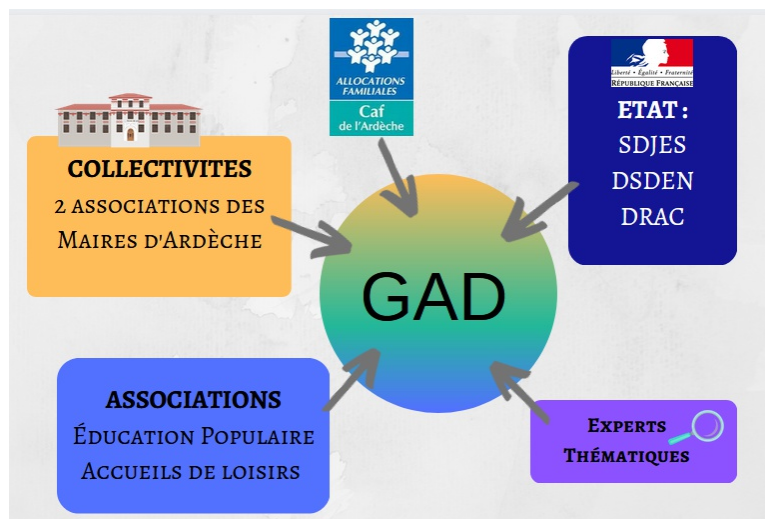 ALLOCATIONS
FAMILIALES
Caf
de l'Ardèche
Liberté • Égalité • Fraternité
RÉPUBLIQUE FRANÇAISE
ETAT :
SDJES
DSDEN
DRAC
COLLECTIVITES
2 ASSOCIATIONS DES
MAIRES D'ARDÈCHE
GAD
ASSOCIATIONS
ÉDUCATION POPULAIRE
ACCUEILS DE LOISIRS
EXPERTS
THÉMATIQUES